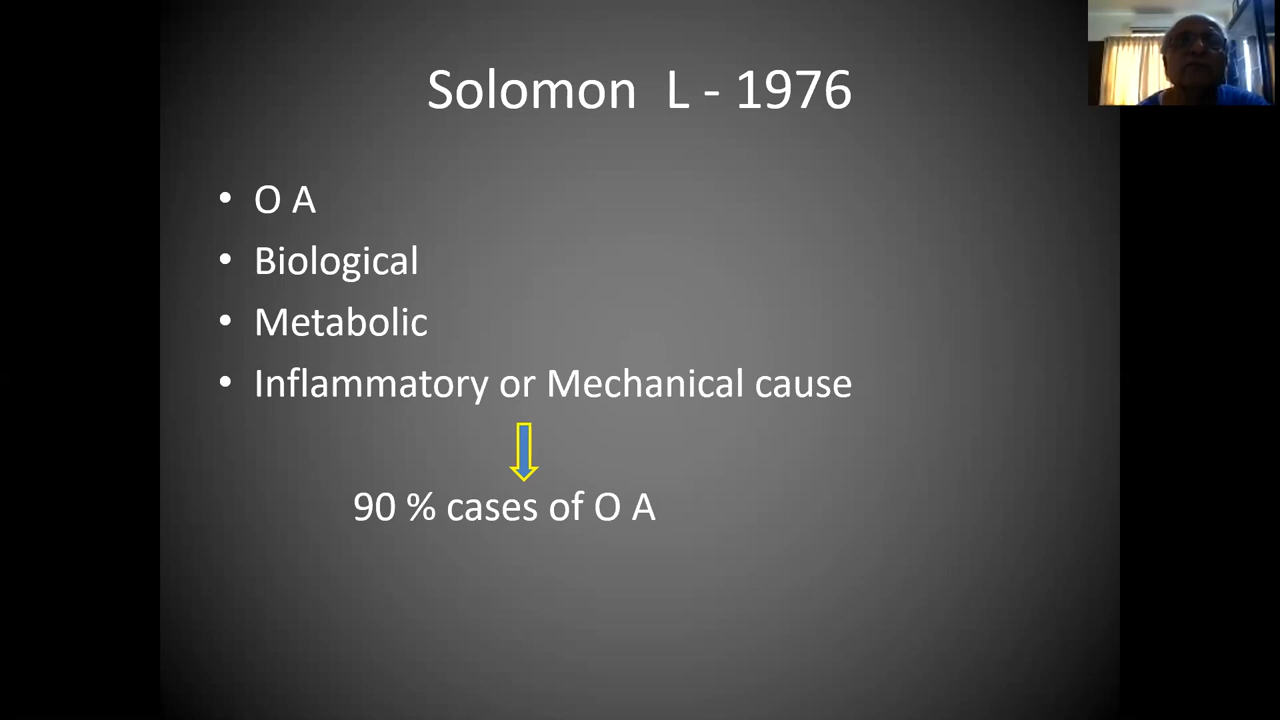 Solomon L - 1976
• O A
• Biological
• Metabolic
• Inflammatory or Mechanical cause
90 % cases of O A